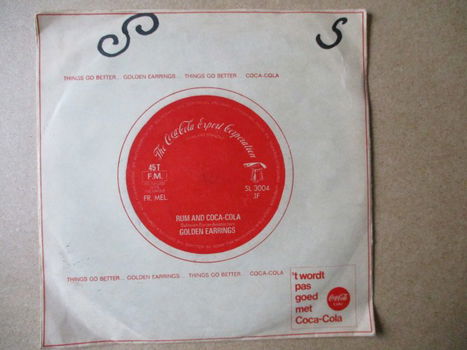 S
S
THINGS GO BETTER... GOLDEN EARRINGS... THINGS GO BETTER... COCA-COLA
The Coca-Cola Export Corporation
45T
F.M.
FR. MEL
SL 3004
JF
RUM AND COCA-COLA
GOLDEN EARRINGS
THINGS GO BETTER... GOLDEN EARRINGS... THINGS GO BETTER... COCA-COLA
't wordt
pas
goed
met
Coca-Cola
Coca-Cola